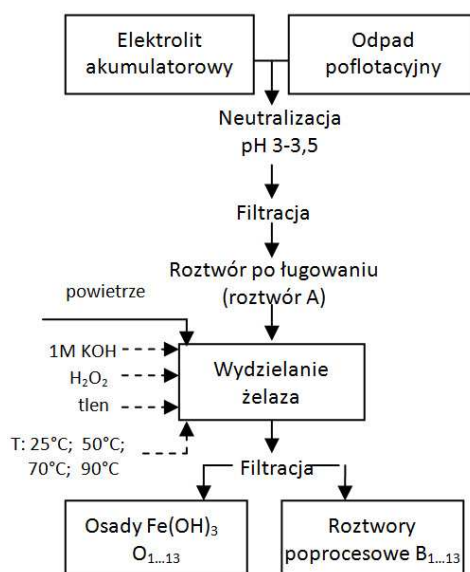 Elektrolit
akumulatorowy
Odpad
poflotacyjny
Neutralizacja
pH 3-3,5
Filtracja
Roztwór po ługowaniu
(roztwór A)
powietrze
1M KOH
H₂O₂
tlen
T: 25°C; 50°C;
70°C; 90°C
Wydzielanie
żelaza
Filtracja
Osady Fe(OH)₃
O₁...₁₃
Roztwory
poprocesowe B₁...₁₃